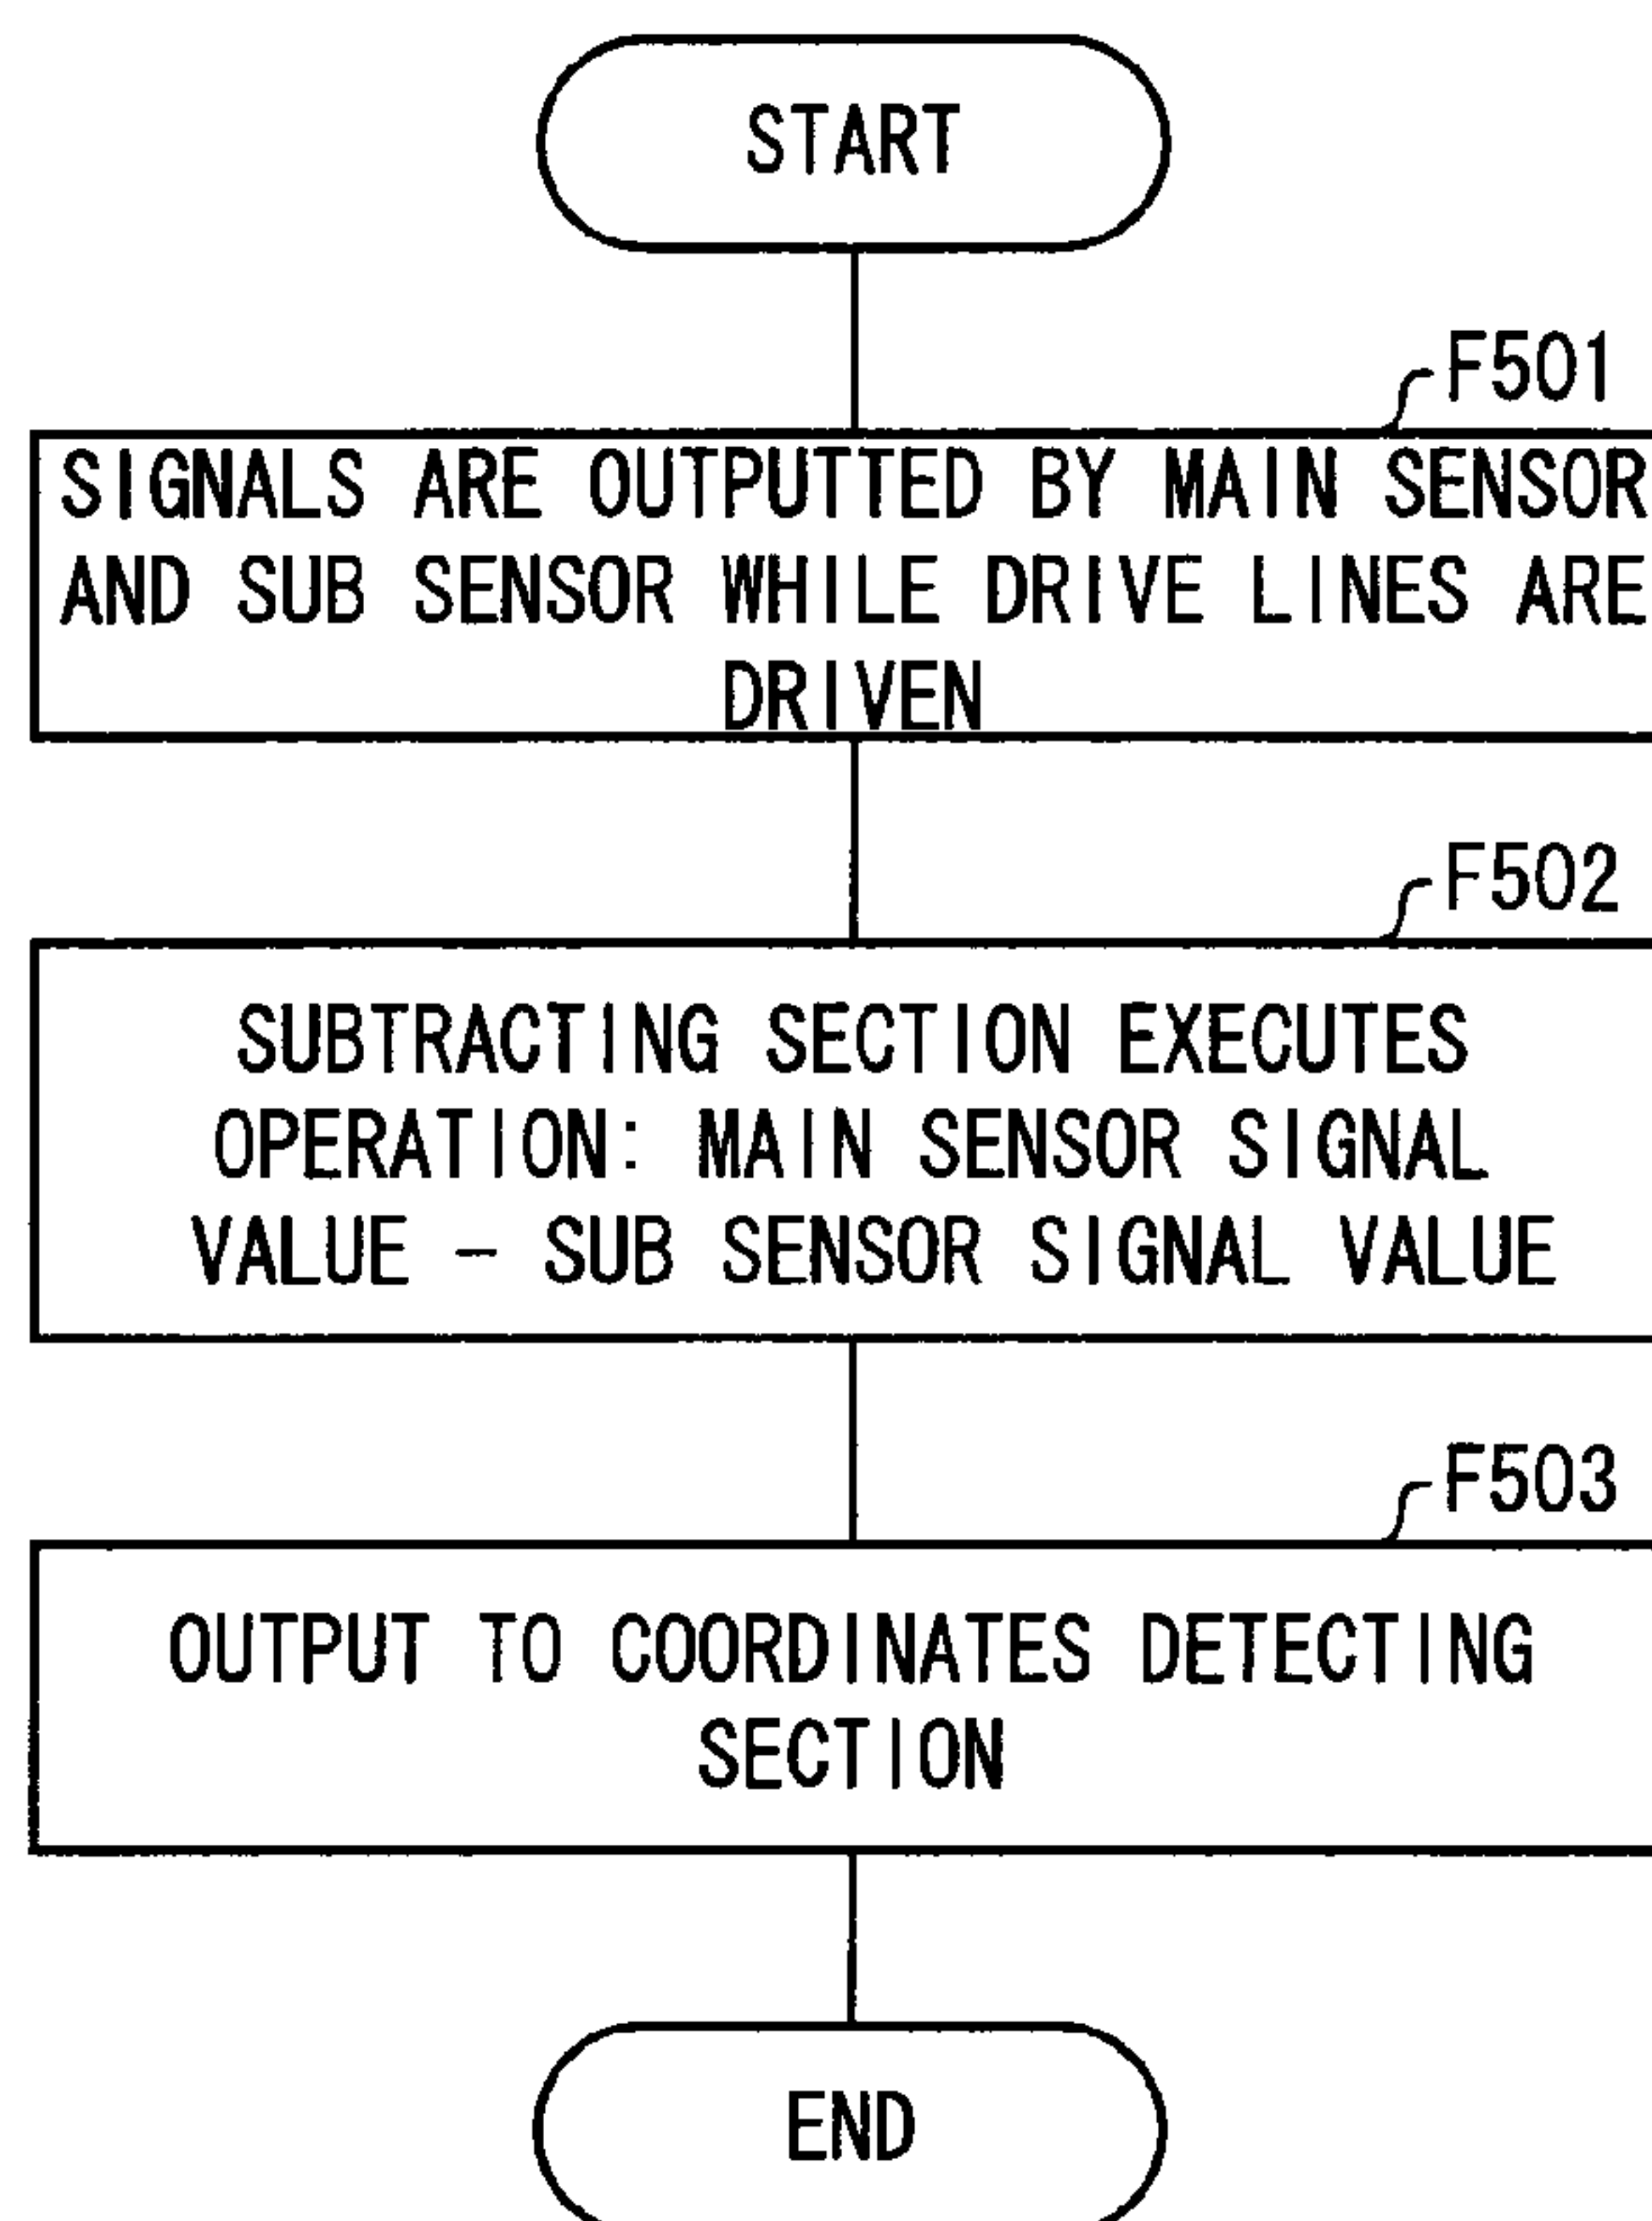 START
F501
SIGNALS ARE OUTPUTTED BY MAIN SENSOR
AND SUB SENSOR WHILE DRIVE LINES ARE
DRIVEN
F502
SUBTRACTING SECTION EXECUTES
OPERATION: MAIN SENSOR SIGNAL
VALUE - SUB SENSOR SIGNAL VALUE
F503
OUTPUT TO COORDINATES DETECTING
SECTION
END